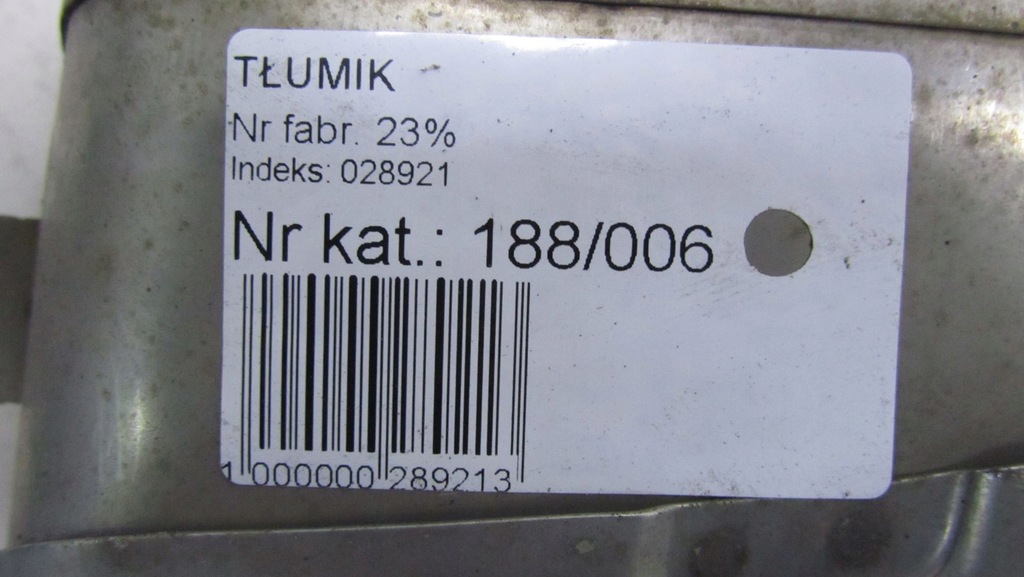 TŁUMIK
Nr fabr. 23%
Indeks: 028921
Nr kat.: 188/006
1 000000 289213